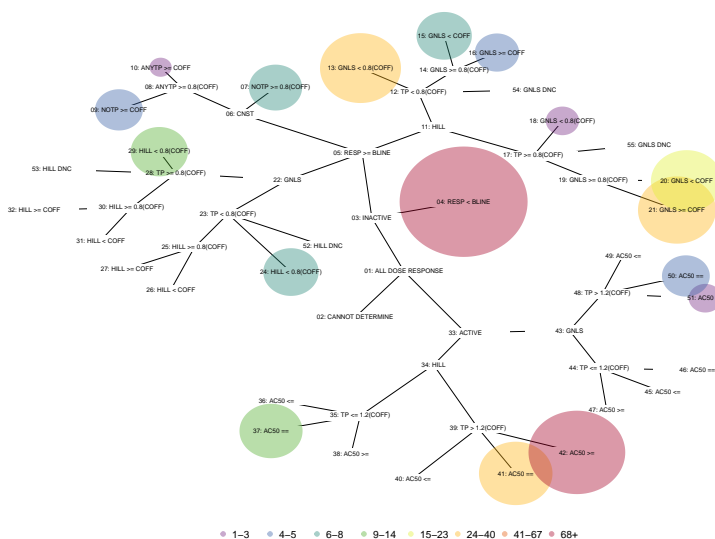 15: GNLS < COFF
16: GNLS >= COFF
10: ANYTP >= COFF
13: GNLS < 0.8(COFF)
14: GNLS >= 0.8(COFF)
08: ANYTP >= 0.8(COFF)
07: NOTP >= 0.8(COFF)
12: TP < 0.8(COFF)
54: GNLS DNC
09: NOTP >= COFF
06: CNST
18: GNLS < 0.8(COFF)
11: HILL
29: HILL < 0.8(COFF)
05: RESP >= BLINE
17: TP >= 0.8(COFF)
55: GNLS DNC
53: HILL DNC
28: TP >= 0.8(COFF)
22: GNLS
19: GNLS >= 0.8(COFF)
20: GNLS < COFF
32: HILL >= COFF
30: HILL >= 0.8(COFF)
04: RESP < BLINE
21: GNLS >= COFF
23: TP < 0.8(COFF)
03: INACTIVE
31: HILL < COFF
25: HILL >= 0.8(COFF)
52: HILL DNC
49: AC50 <=
27: HILL >= COFF
24: HILL < 0.8(COFF)
01: ALL DOSE RESPONSE
50: AC50 ==
26: HILL < COFF
48: TP > 1.2(COFF)
51: AC50
02: CANNOT DETERMINE
33: ACTIVE
43: GNLS
34: HILL
44: TP <= 1.2(COFF)
46: AC50 ==
45: AC50 <=
36: AC50 <=
35: TP <= 1.2(COFF)
47: AC50 >=
37: AC50 ==
39: TP > 1.2(COFF)
38: AC50 >=
42: AC50 >=
40: AC50 <=
41: AC50 ==
1–3 4–5 6–8 9–14 15–23 24–40 41–67 68+